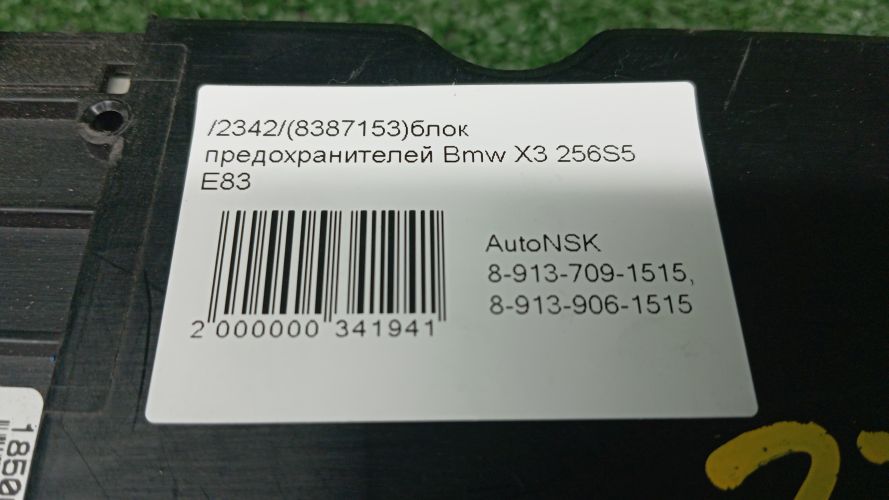 /2342/(8387153)блок
предохранителей Bmw X3 256S5
E83
AutoNSK
8-913-709-1515,
8-913-906-1515
2 000000 341941
1850